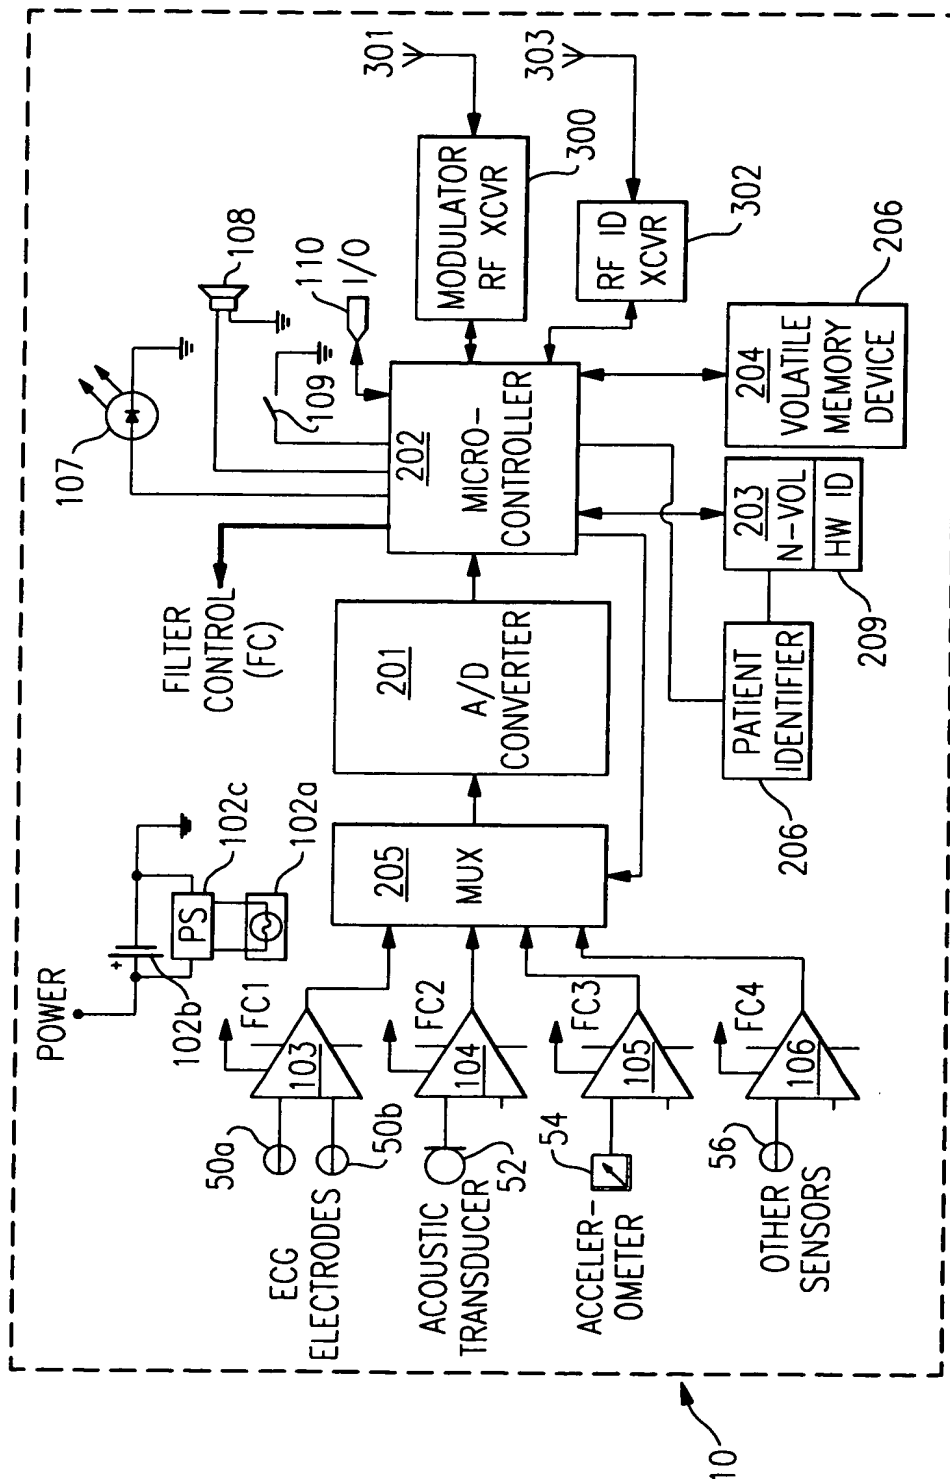 10
POWER
102b
PS
102c
102a
FILTER
CONTROL
(FC)
107
108
109
110
I/O
301
303
50a
50b
ECG
ELECTRODES
103
FC1
ACOUSTIC
TRANSDUCER
52
104
FC2
ACCELER-
OMETER
54
105
FC3
OTHER
SENSORS
56
106
FC4
205
MUX
201
A/D
CONVERTER
202
MICRO-
CONTROLLER
MODULATOR
RF XCVR
300
RF ID
XCVR
302
PATIENT
IDENTIFIER
206
203
N-VOL
HW ID
209
204
VOLATILE
MEMORY
DEVICE
206